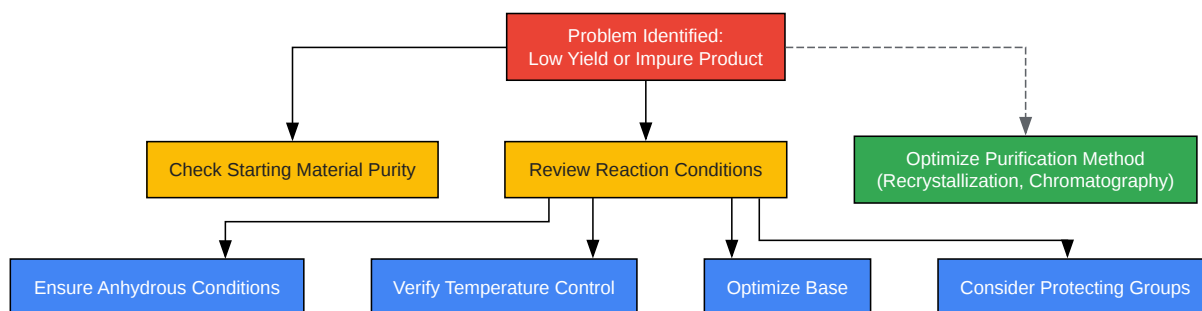 Problem Identified:
Low Yield or Impure Product
Check Starting Material Purity
Review Reaction Conditions
Optimize Purification Method
(Recrystallization, Chromatography)
Ensure Anhydrous Conditions
Verify Temperature Control
Optimize Base
Consider Protecting Groups